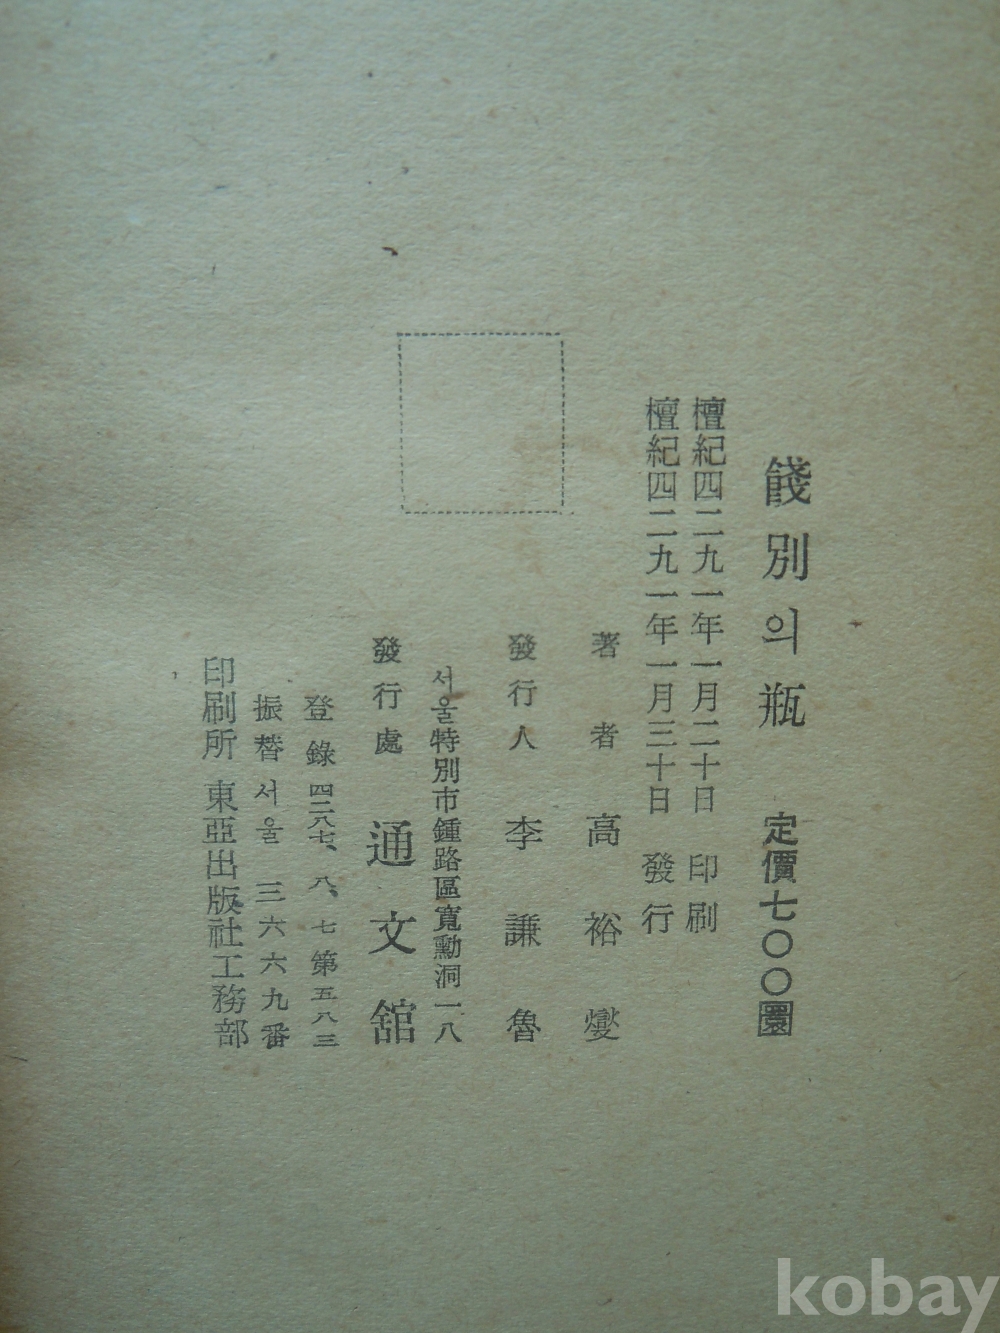 餞別의瓶 定價七〇〇圜
檀紀四二九一年一月二十日 印刷
檀紀四二九一年一月三十日 發行
著者 高裕燮
發行人 李謙魯
서울特別市鍾路區寬勳洞一八
發行處 通文舘
登錄 四二八七、八、七 第五八三
振替 서울 三六六九番
印刷所 東亞出版社工務部
kobay